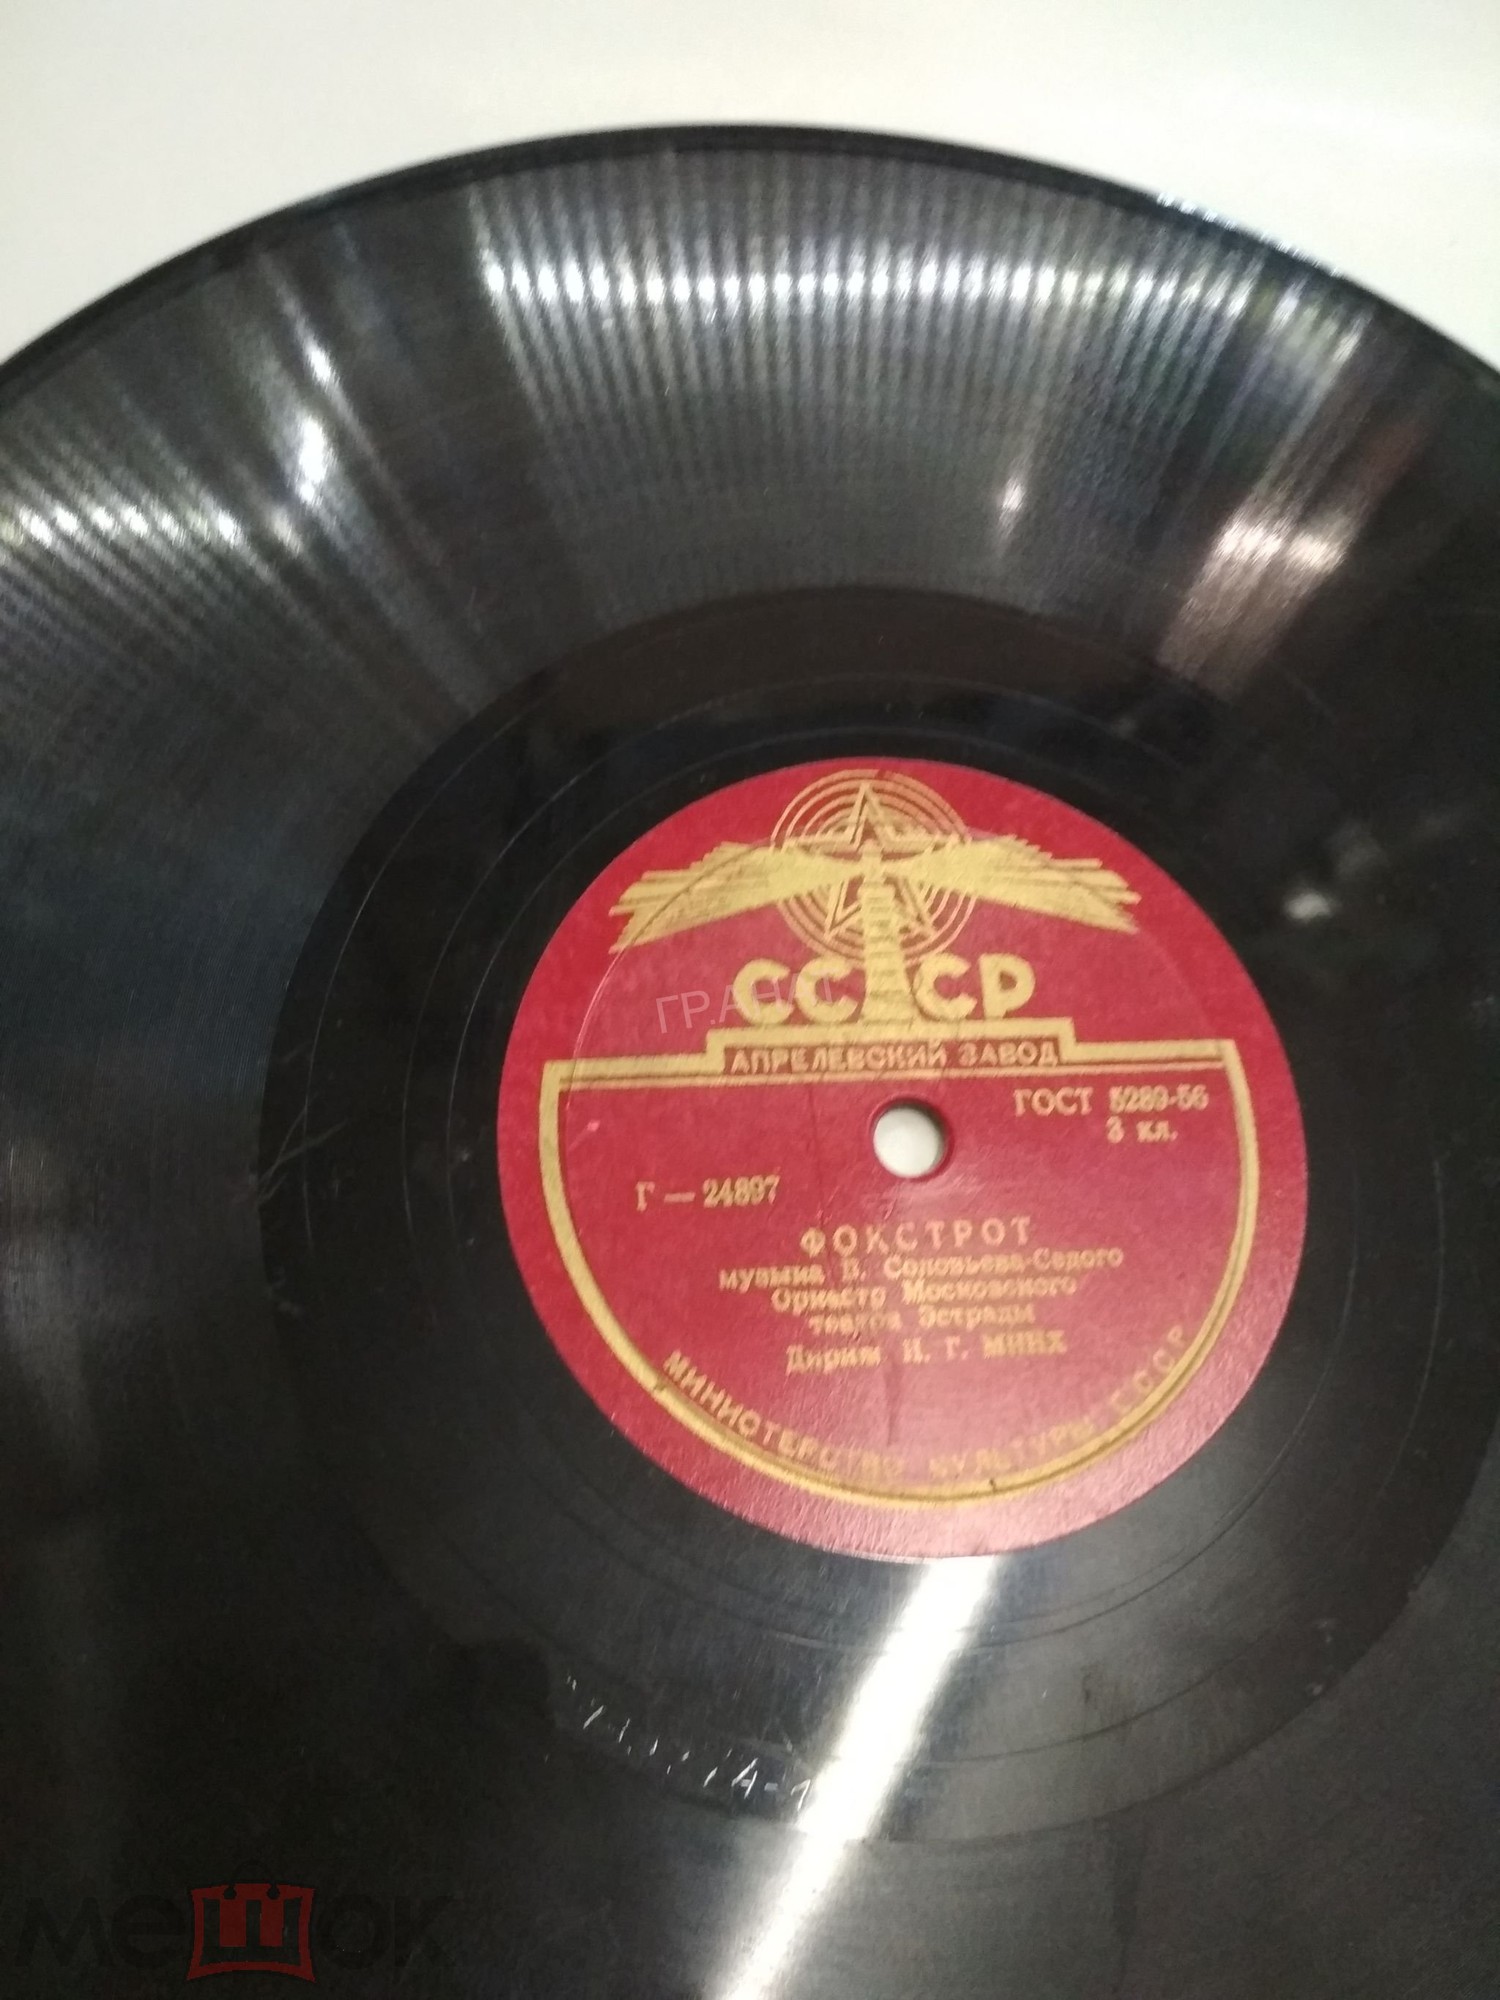 СССР
ГРАНД
АПРЕЛЕВСКИЙ ЗАВОД
ГОСТ 5289-56
3 кл.
Г — 24897
ФОКСТРОТ
музыка В. Соловьева-Седого
Оркестр Московского
театра Эстрады
Дириж Н. Г. МИНХ
МИНИСТЕРСТВО КУЛЬТУРЫ СССР
мешок